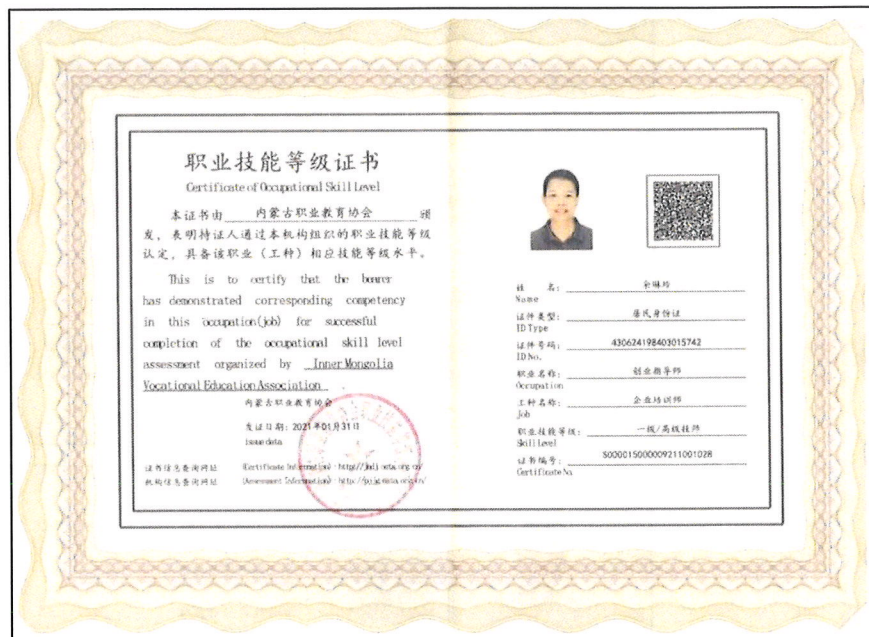 职业技能等级证书
Certificate of Occupational Skill Level
本证书由 内蒙古职业教育协会 颁
发，表明持证人通过本机构组织的职业技能等级
认定，具备该职业（工种）相应技能等级水平。
This is to certify that the bearer
has demonstrated corresponding competency
in this occupation(job) for successful
completion of the occupational skill level
assessment organized by Inner Mongolia
Vocational Education Association .
内蒙古职业教育协会
发证日期：2021年01月31日
issue data
证书信息查询网址 (Certificate Information)
机构信息查询网址 (Assessment Information)
姓 名：
Name
证件类型： 居民身份证
ID Type
证件号码： 430624198403015742
ID No.
职业名称： 创业指导师
Occupation
工种名称： 企业培训师
Job
职业技能等级： 一级/高级技师
Skill Level
证书编号： S000015000009211001028
Certificate No.